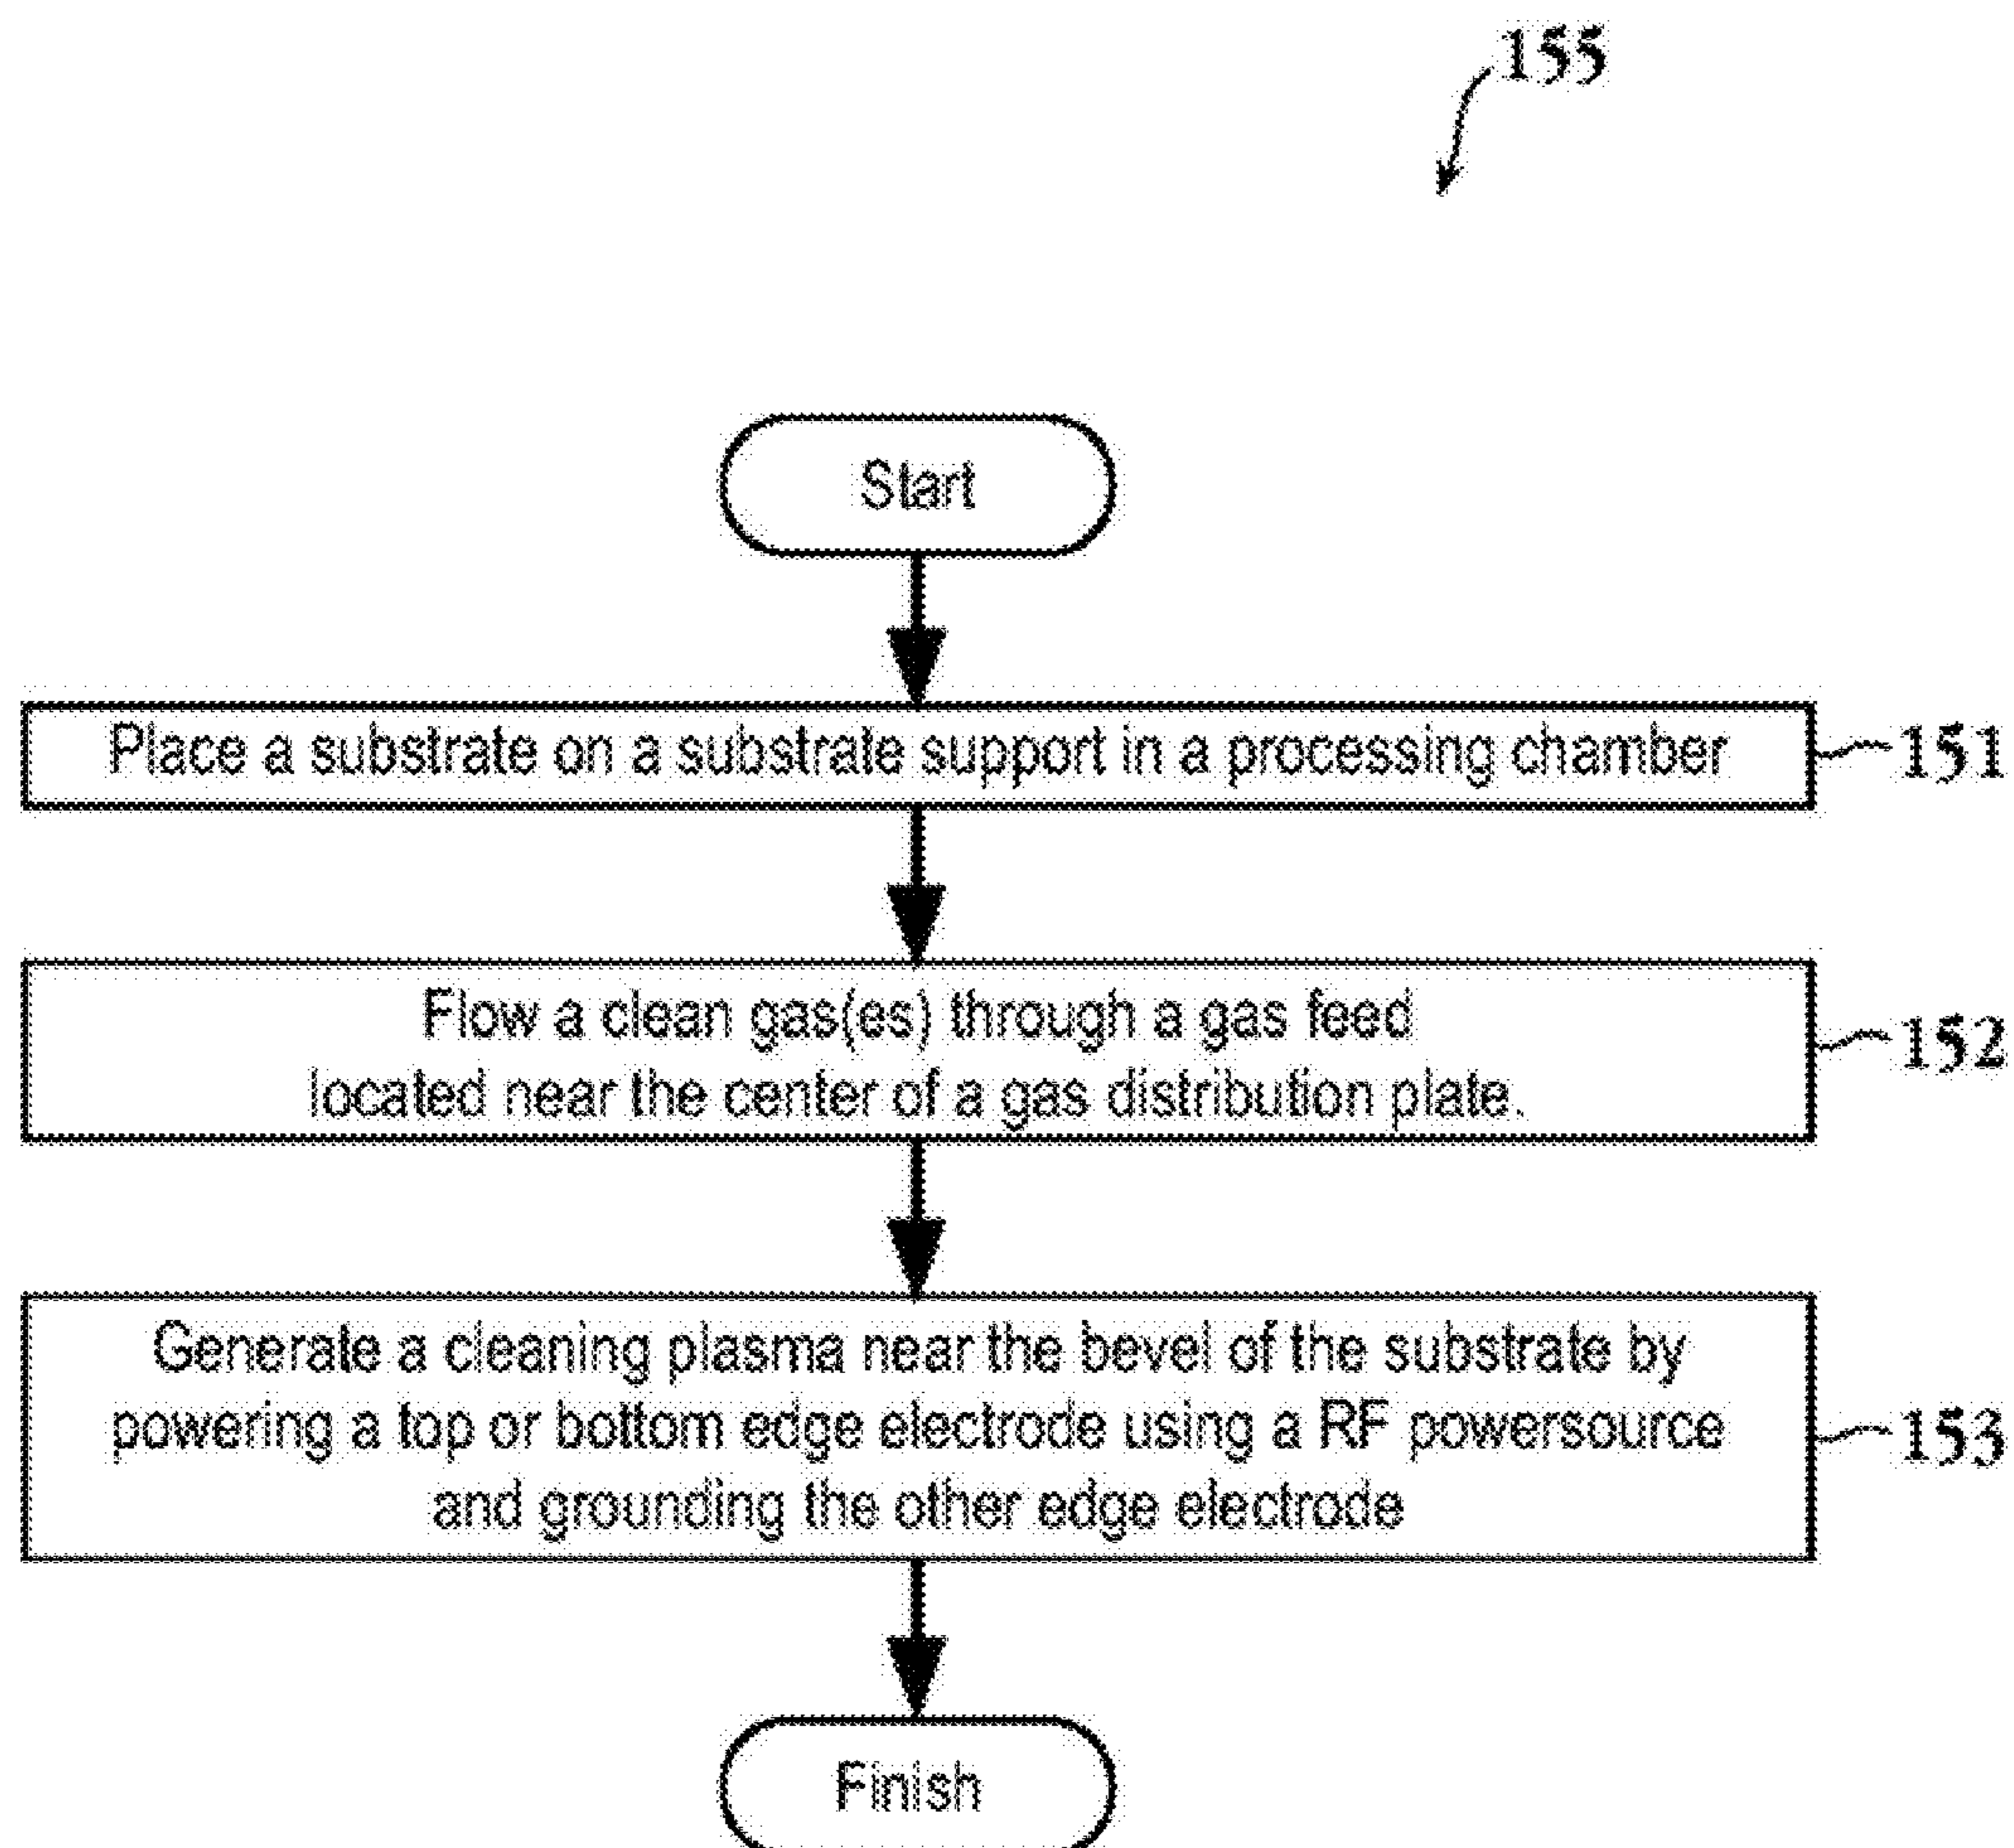 155
Start
Place a substrate on a substrate support in a processing chamber
151
Flow a clean gas(es) through a gas feed
located near the center of a gas distribution plate.
152
Generate a cleaning plasma near the bevel of the substrate by
powering a top or bottom edge electrode using a RF powersource
and grounding the other edge electrode
153
Finish